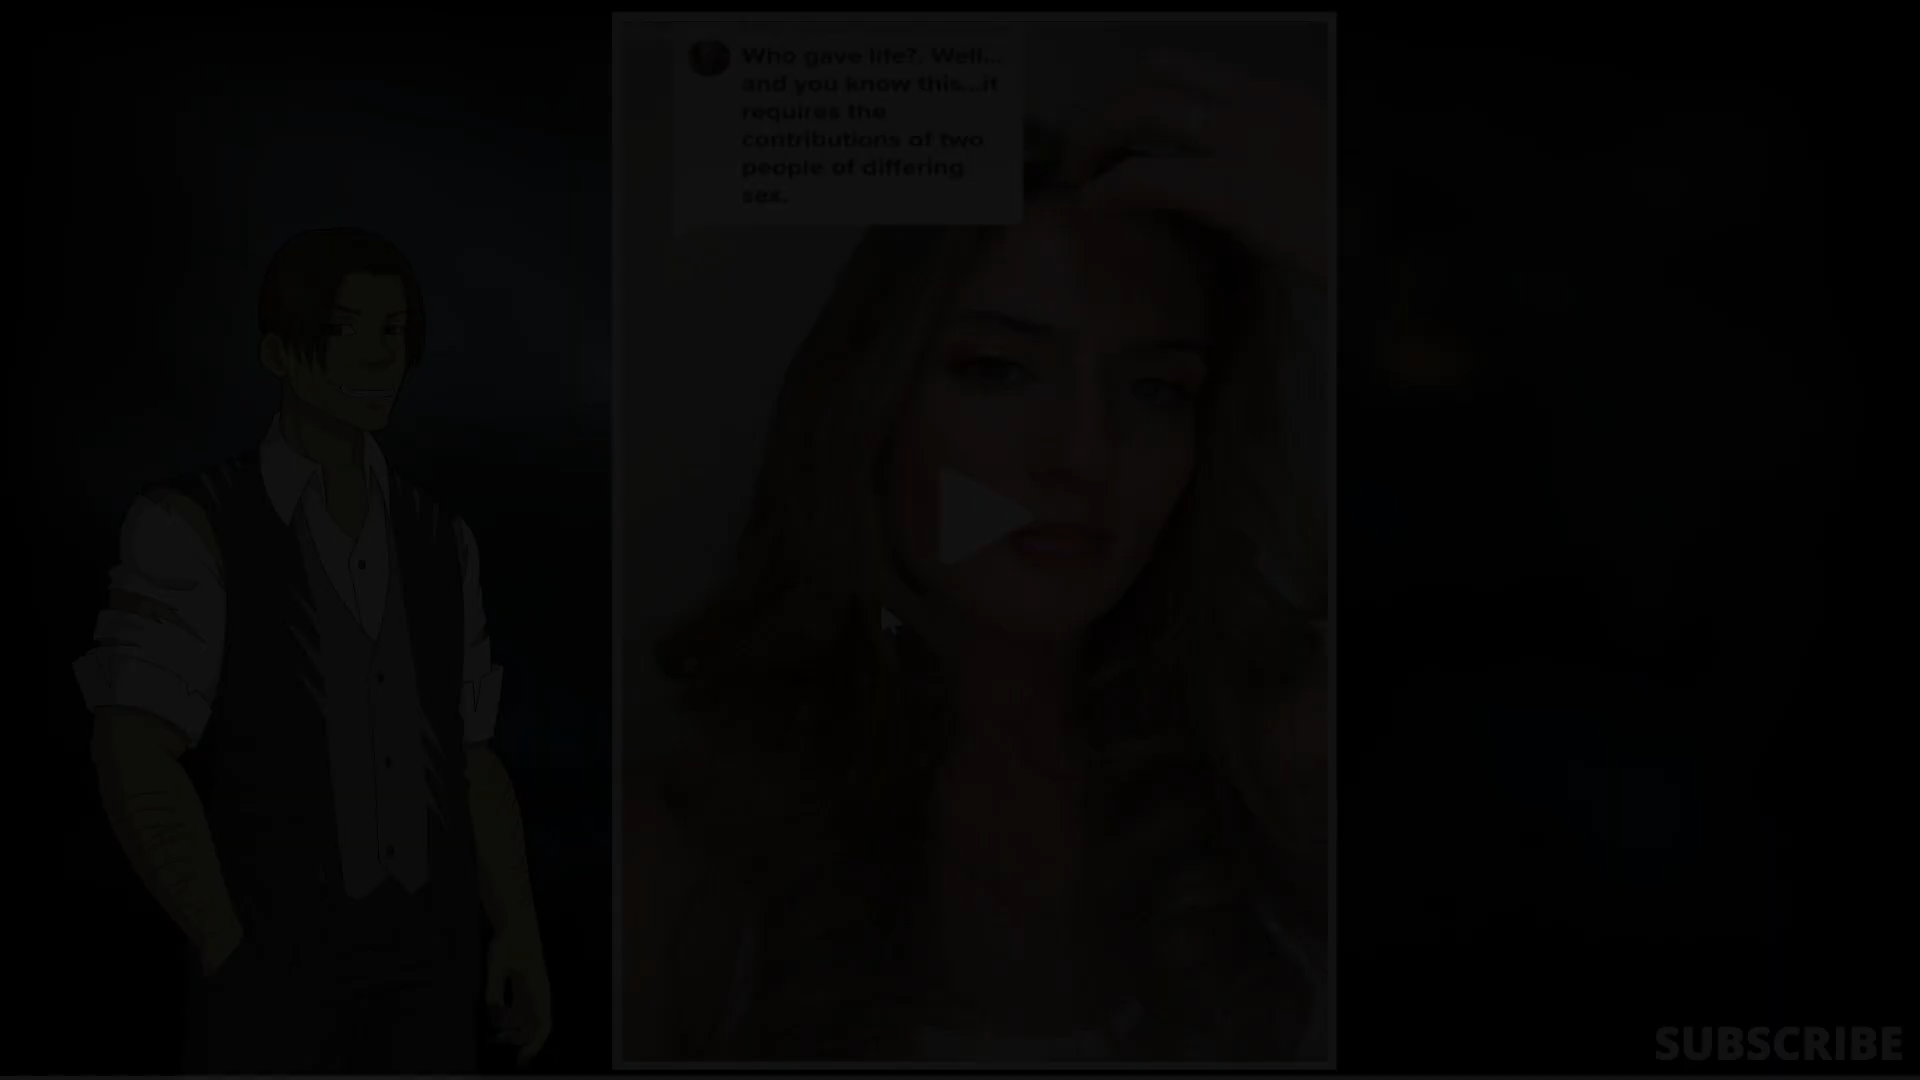 Who gave life?. Well...
and you know this...it
requires the
contributions of two
people of differing
sex.
SUBSCRIBE